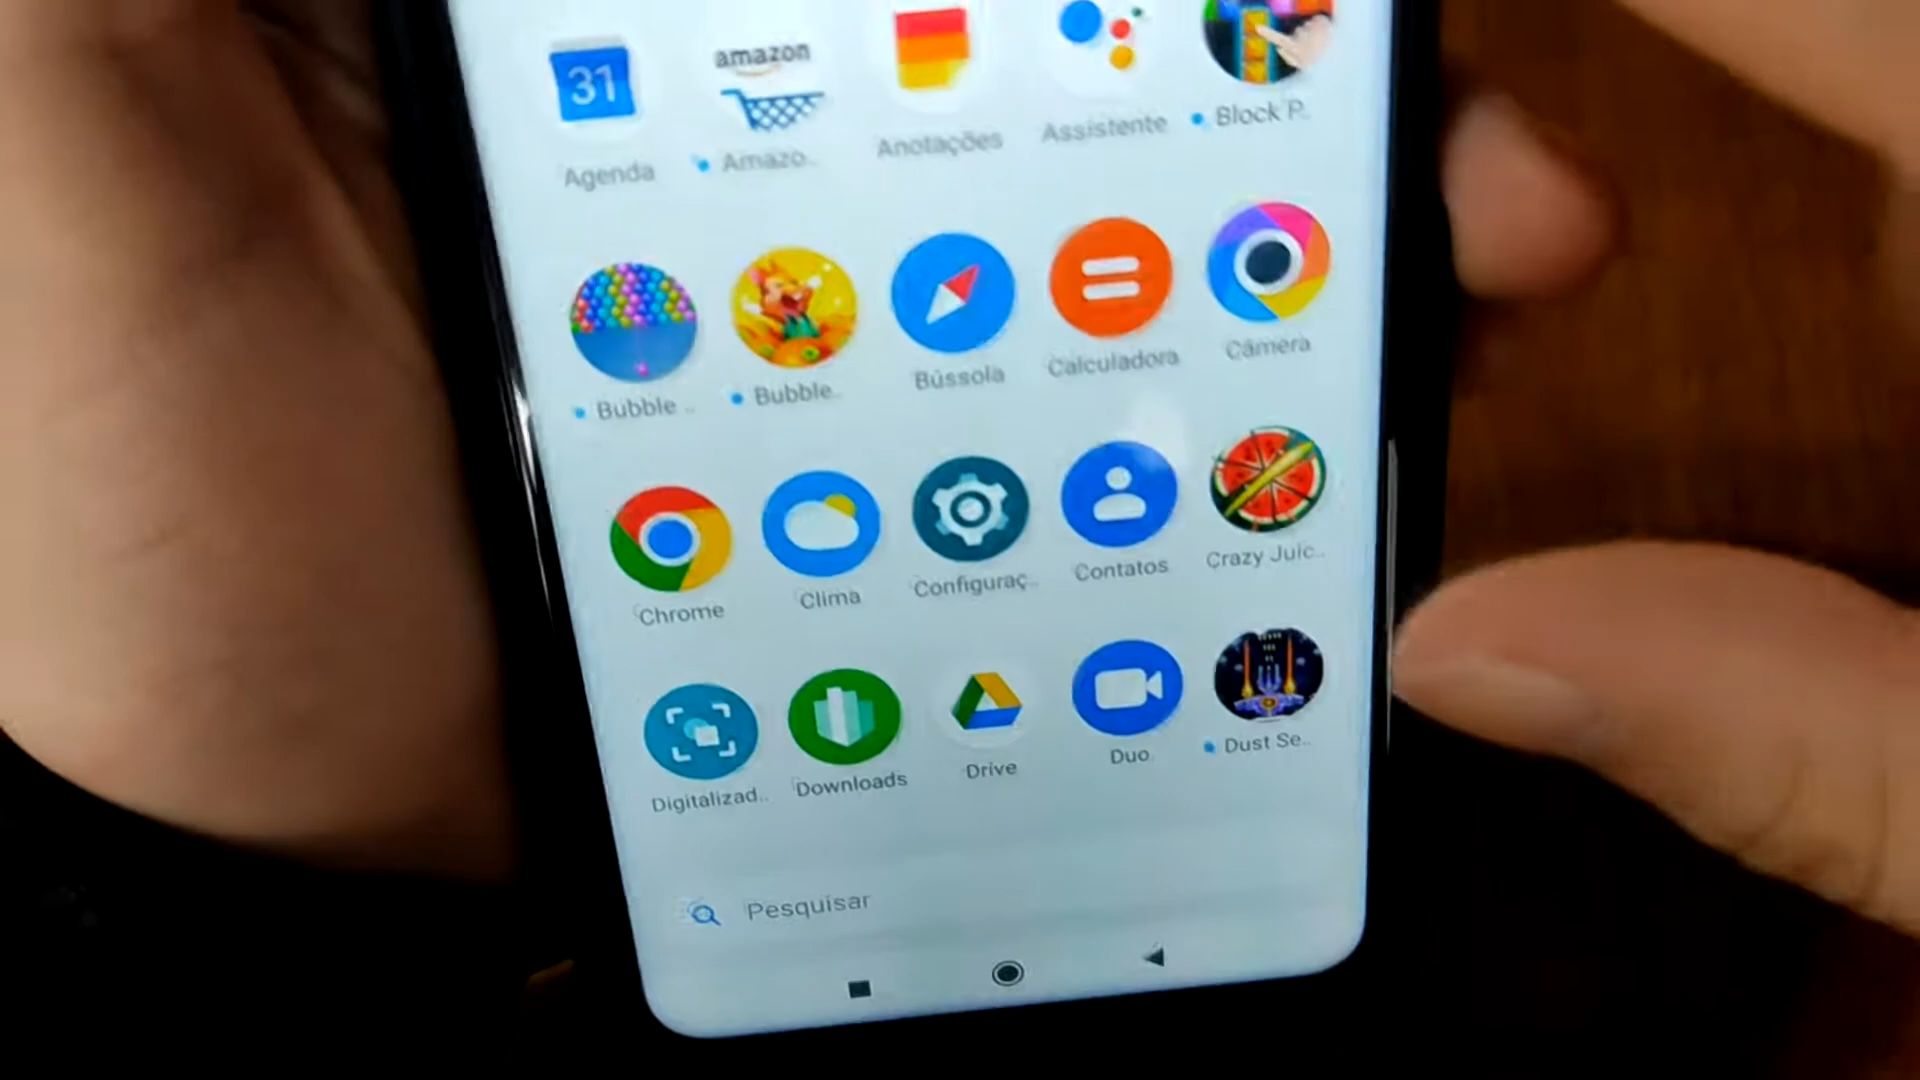 31
amazon
Agenda
Amazo..
Anotações
Assistente
Block P..
Bubble ..
Bubble..
Bússola
Calculadora
Câmera
Chrome
Clima
Configuraç..
Contatos
Crazy Juic..
Digitalizad..
Downloads
Drive
Duo
Dust Se..
Pesquisar